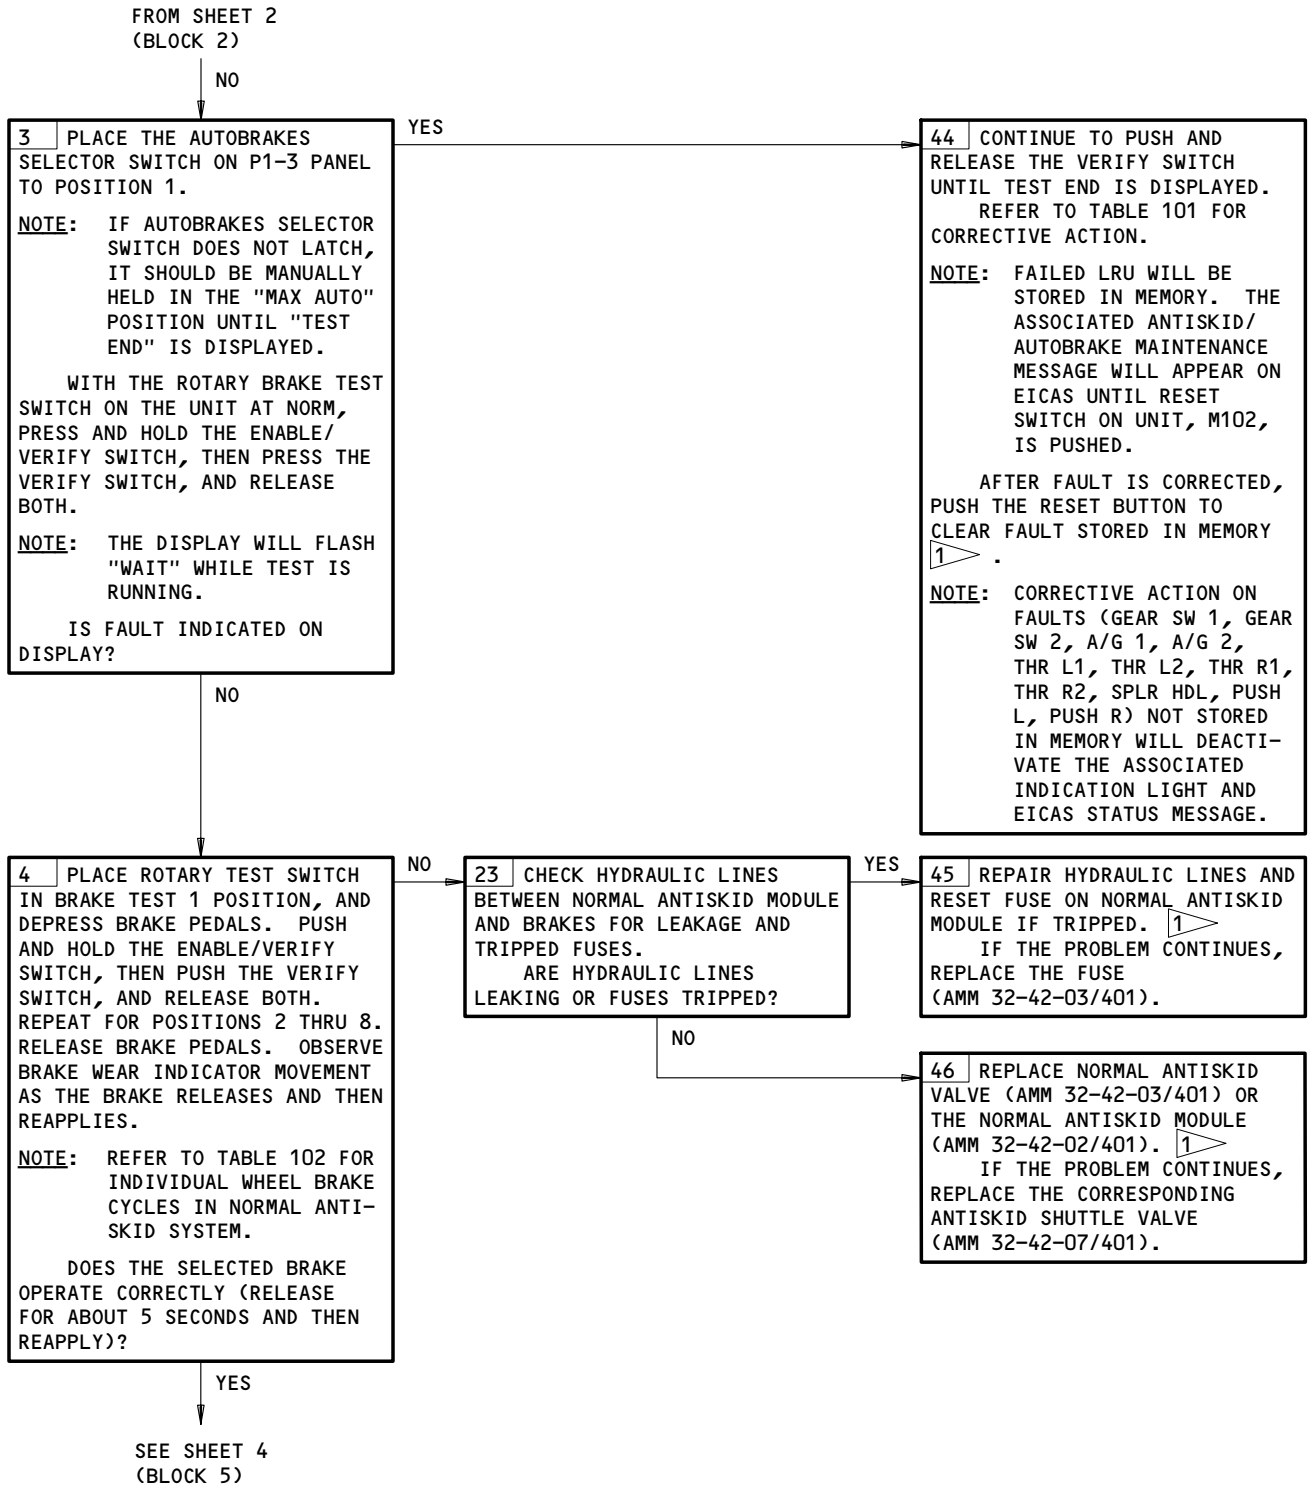 FROM SHEET 2
(BLOCK 2)
NO
3 PLACE THE AUTOBRAKES
SELECTOR SWITCH ON P1-3 PANEL
TO POSITION 1.
NOTE: IF AUTOBRAKES SELECTOR
SWITCH DOES NOT LATCH,
IT SHOULD BE MANUALLY
HELD IN THE "MAX AUTO"
POSITION UNTIL "TEST
END" IS DISPLAYED.
WITH THE ROTARY BRAKE TEST
SWITCH ON THE UNIT AT NORM,
PRESS AND HOLD THE ENABLE/
VERIFY SWITCH, THEN PRESS THE
VERIFY SWITCH, AND RELEASE
BOTH.
NOTE: THE DISPLAY WILL FLASH
"WAIT" WHILE TEST IS
RUNNING.
IS FAULT INDICATED ON
DISPLAY?
YES
44 CONTINUE TO PUSH AND
RELEASE THE VERIFY SWITCH
UNTIL TEST END IS DISPLAYED.
REFER TO TABLE 101 FOR
CORRECTIVE ACTION.
NOTE: FAILED LRU WILL BE
STORED IN MEMORY. THE
ASSOCIATED ANTISKID/
AUTOBRAKE MAINTENANCE
MESSAGE WILL APPEAR ON
EICAS UNTIL RESET
SWITCH ON UNIT, M102,
IS PUSHED.
AFTER FAULT IS CORRECTED,
PUSH THE RESET BUTTON TO
CLEAR FAULT STORED IN MEMORY
1 .
NOTE: CORRECTIVE ACTION ON
FAULTS (GEAR SW 1, GEAR
SW 2, A/G 1, A/G 2,
THR L1, THR L2, THR R1,
THR R2, SPLR HDL, PUSH
L, PUSH R) NOT STORED
IN MEMORY WILL DEACTI-
VATE THE ASSOCIATED
INDICATION LIGHT AND
EICAS STATUS MESSAGE.
NO
4 PLACE ROTARY TEST SWITCH
IN BRAKE TEST 1 POSITION, AND
DEPRESS BRAKE PEDALS. PUSH
AND HOLD THE ENABLE/VERIFY
SWITCH, THEN PUSH THE VERIFY
SWITCH, AND RELEASE BOTH.
REPEAT FOR POSITIONS 2 THRU 8.
RELEASE BRAKE PEDALS. OBSERVE
BRAKE WEAR INDICATOR MOVEMENT
AS THE BRAKE RELEASES AND THEN
REAPPLIES.
NOTE: REFER TO TABLE 102 FOR
INDIVIDUAL WHEEL BRAKE
CYCLES IN NORMAL ANTI-
SKID SYSTEM.
DOES THE SELECTED BRAKE
OPERATE CORRECTLY (RELEASE
FOR ABOUT 5 SECONDS AND THEN
REAPPLY)?
NO
23 CHECK HYDRAULIC LINES
BETWEEN NORMAL ANTISKID MODULE
AND BRAKES FOR LEAKAGE AND
TRIPPED FUSES.
ARE HYDRAULIC LINES
LEAKING OR FUSES TRIPPED?
YES
45 REPAIR HYDRAULIC LINES AND
RESET FUSE ON NORMAL ANTISKID
MODULE IF TRIPPED. 1
IF THE PROBLEM CONTINUES,
REPLACE THE FUSE
(AMM 32-42-03/401).
NO
46 REPLACE NORMAL ANTISKID
VALVE (AMM 32-42-03/401) OR
THE NORMAL ANTISKID MODULE
(AMM 32-42-02/401). 1
IF THE PROBLEM CONTINUES,
REPLACE THE CORRESPONDING
ANTISKID SHUTTLE VALVE
(AMM 32-42-07/401).
YES
SEE SHEET 4
(BLOCK 5)